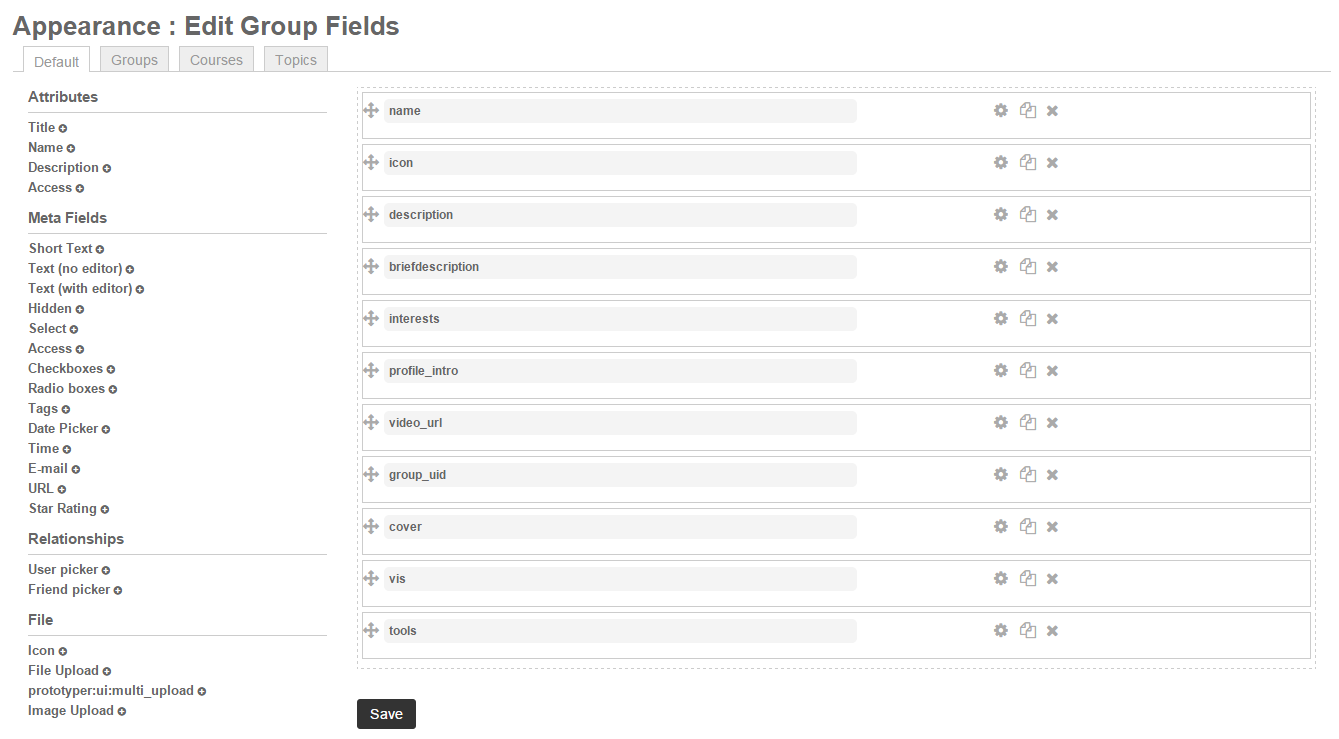 Appearance : Edit Group Fields
Default
Groups
Courses
Topics
Attributes
Title
Name
Description
Access
Meta Fields
Short Text
Text (no editor)
Text (with editor)
Hidden
Select
Access
Checkboxes
Radio boxes
Tags
Date Picker
Time
E-mail
URL
Star Rating
Relationships
User picker
Friend picker
File
Icon
File Upload
prototyper:ui:multi_upload
Image Upload
name
icon
description
briefdescription
interests
profile_intro
video_url
group_uid
cover
vis
tools
Save